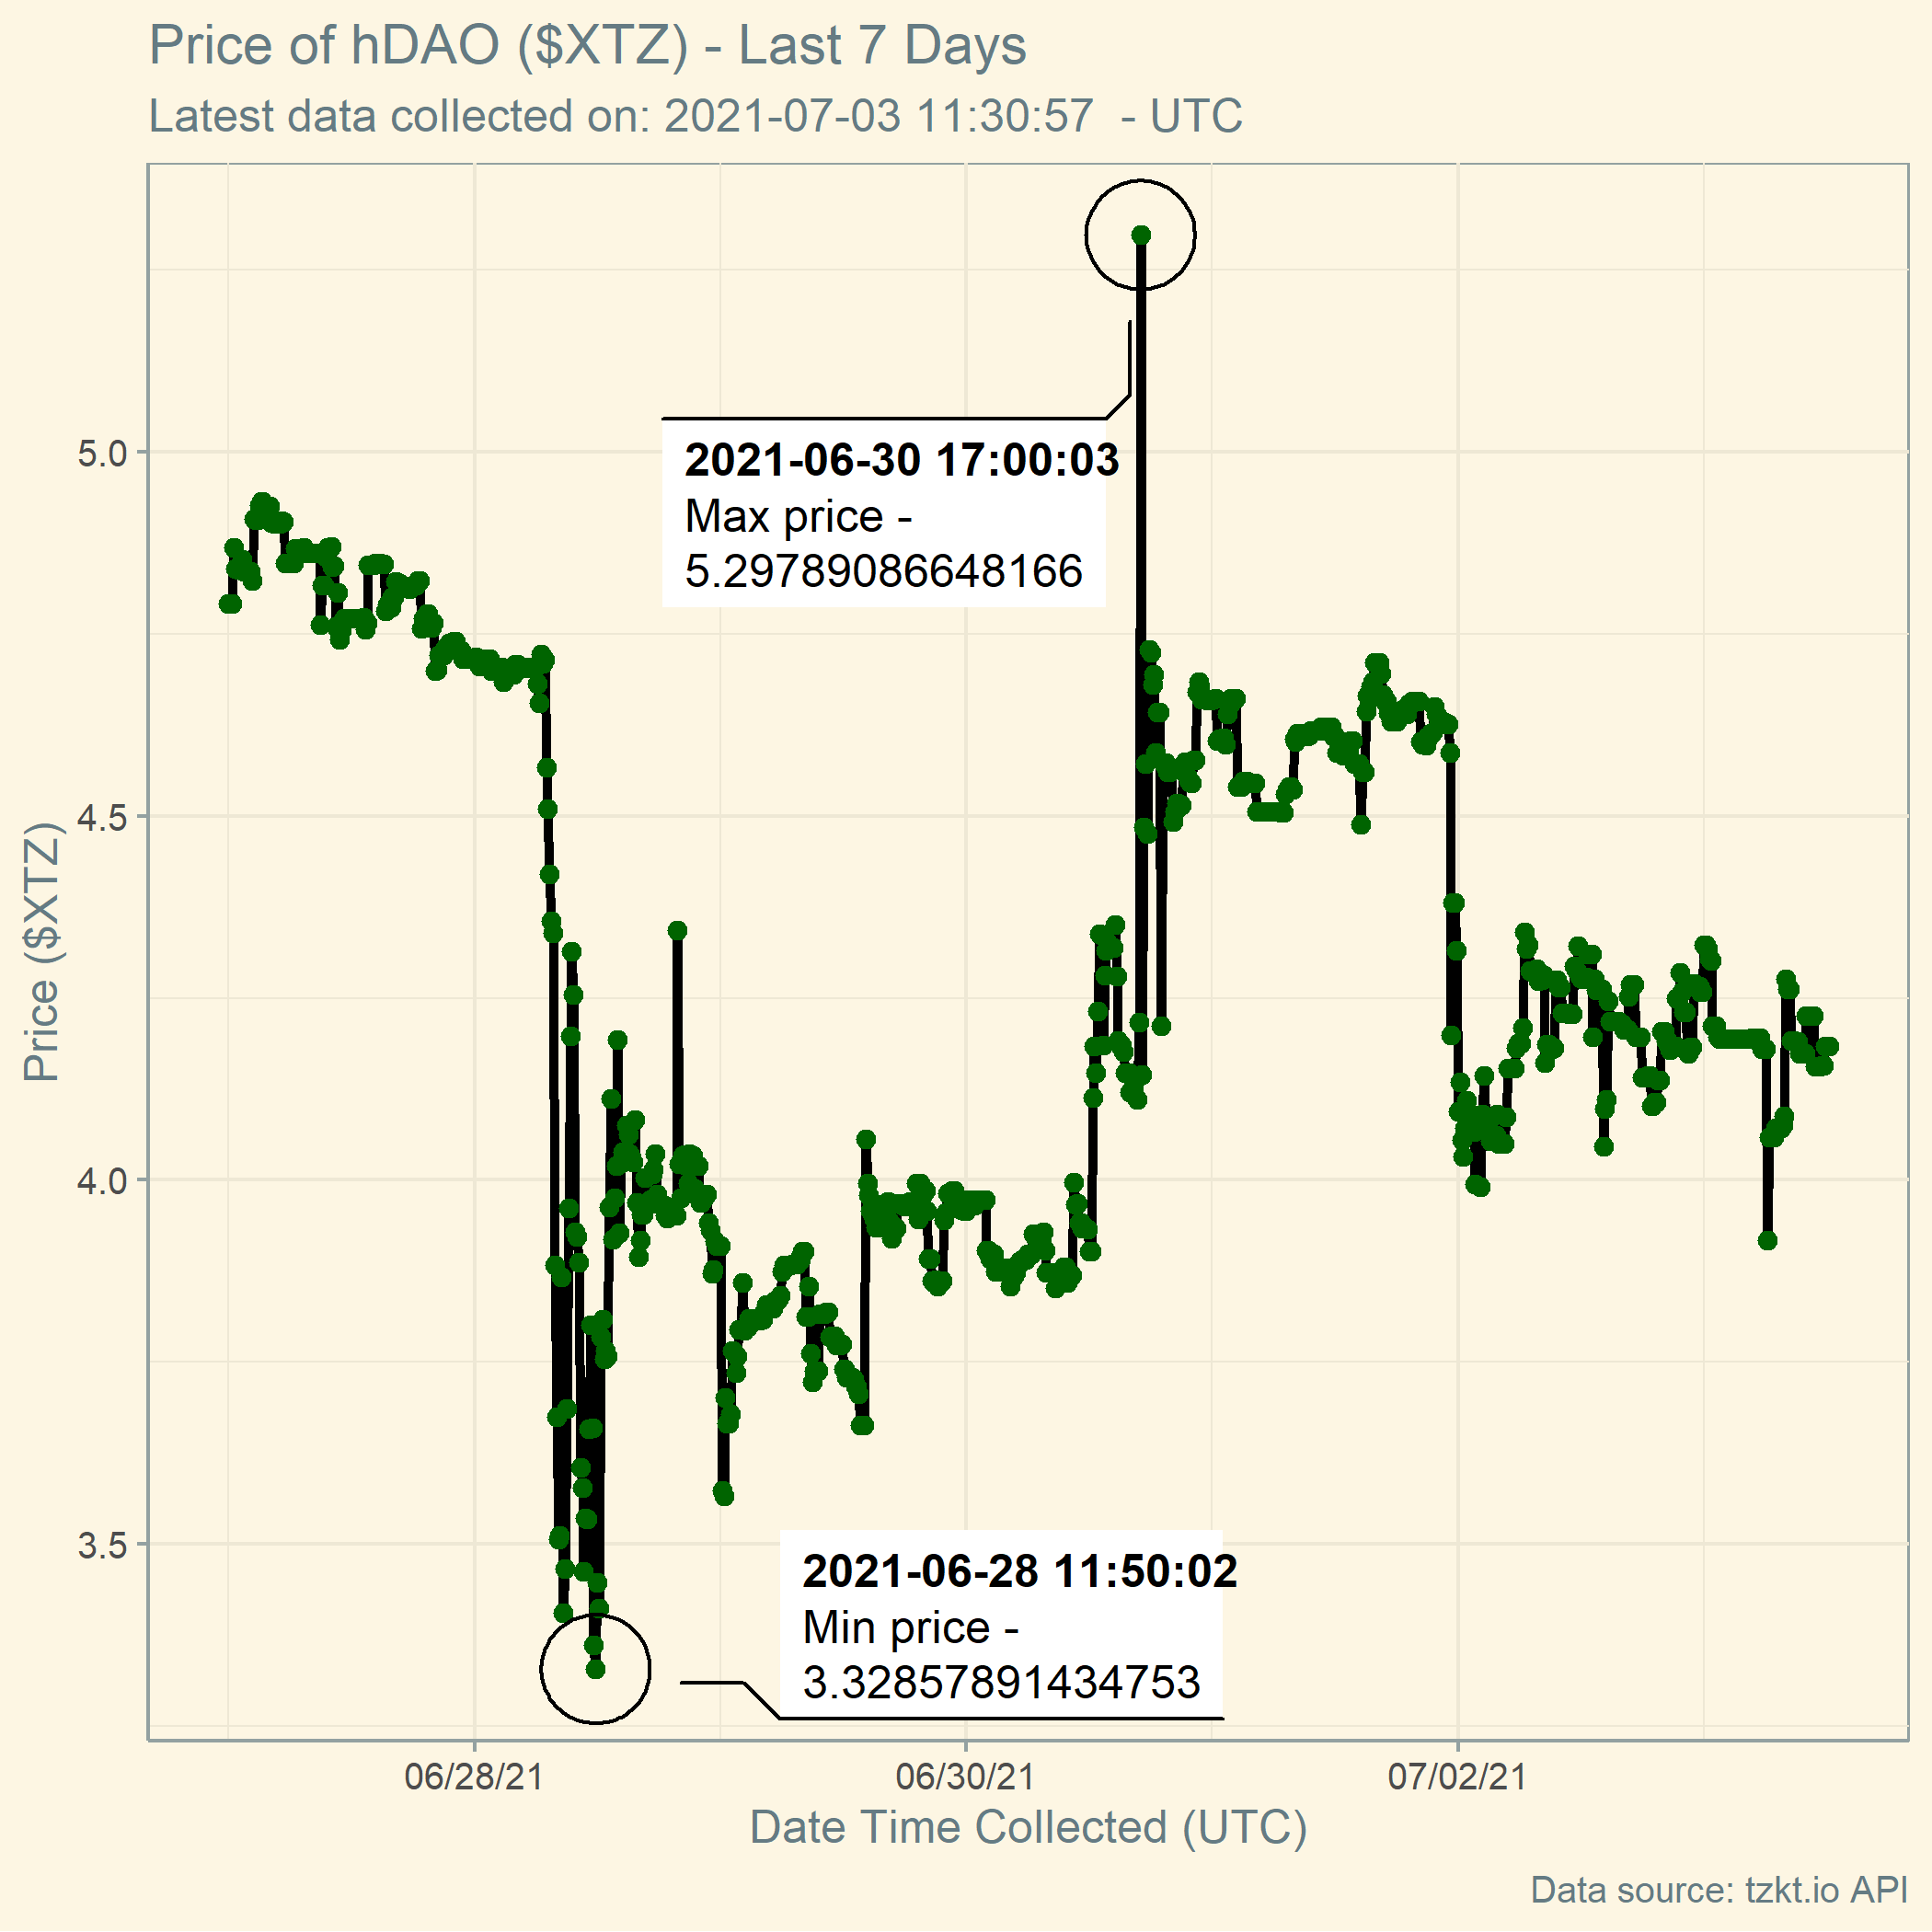 Price of hDAO ($XTZ) - Last 7 Days
Latest data collected on: 2021-07-03 11:30:57  - UTC
2021-06-30 17:00:03
Max price -
5.29789086648166
2021-06-28 11:50:02
Min price -
3.32857891434753
5.0
4.5
4.0
3.5
Price ($XTZ)
06/28/21 06/30/21 07/02/21
Date Time Collected (UTC)
Data source: tzkt.io API